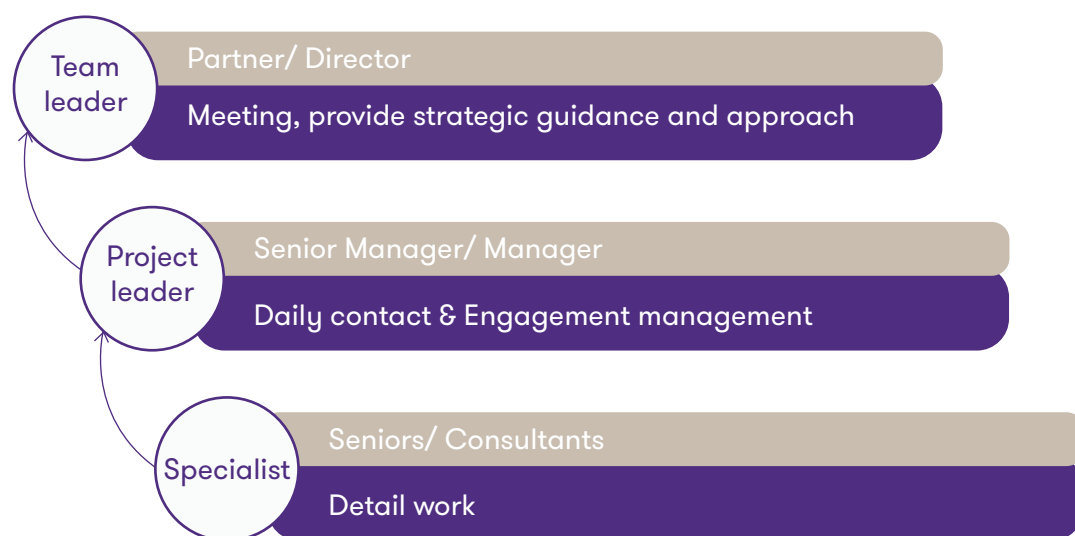 Team
leader
Partner/ Director
Meeting, provide strategic guidance and approach
Project
leader
Senior Manager/ Manager
Daily contact & Engagement management
Specialist
Seniors/ Consultants
Detail work